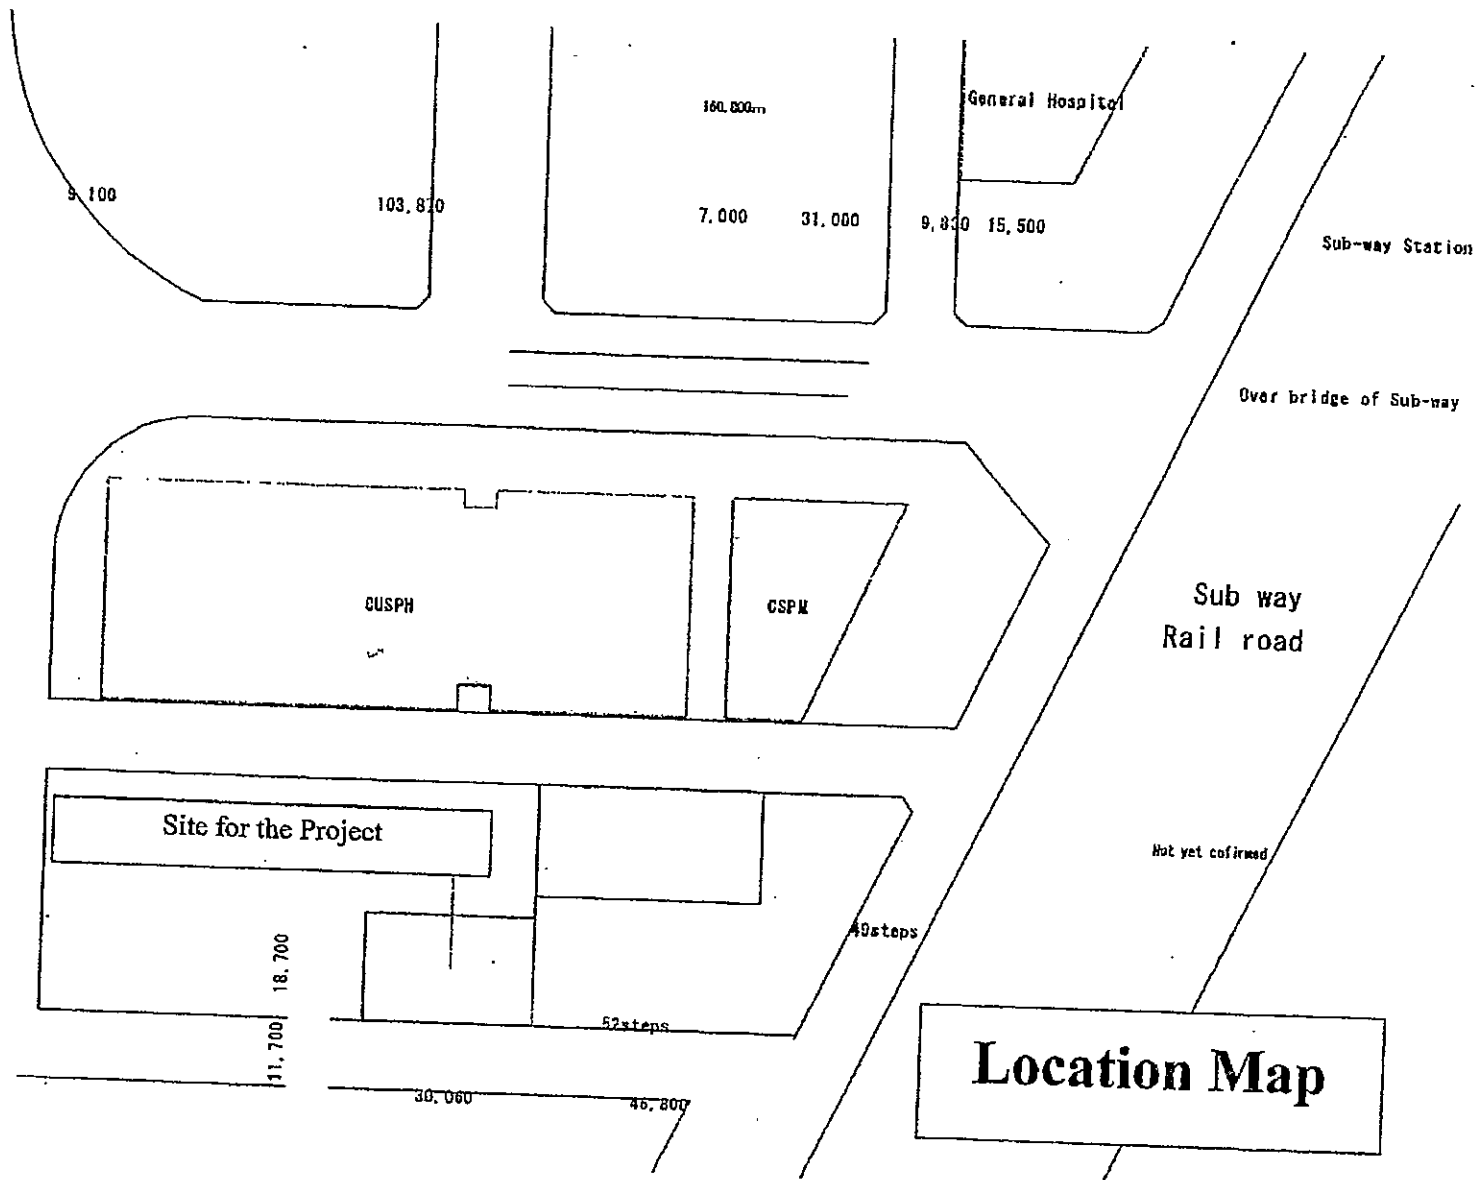 160.800m
General Hospital
9,100
103,810
7,000
31,000
9,830
15,500
Sub-way Station
Over bridge of Sub-way
CUSPH
CSPM
Sub way
Rail road
Site for the Project
Not yet cofirmed
49steps
18,700
52steps
11,700
30,060
46,800
Location Map